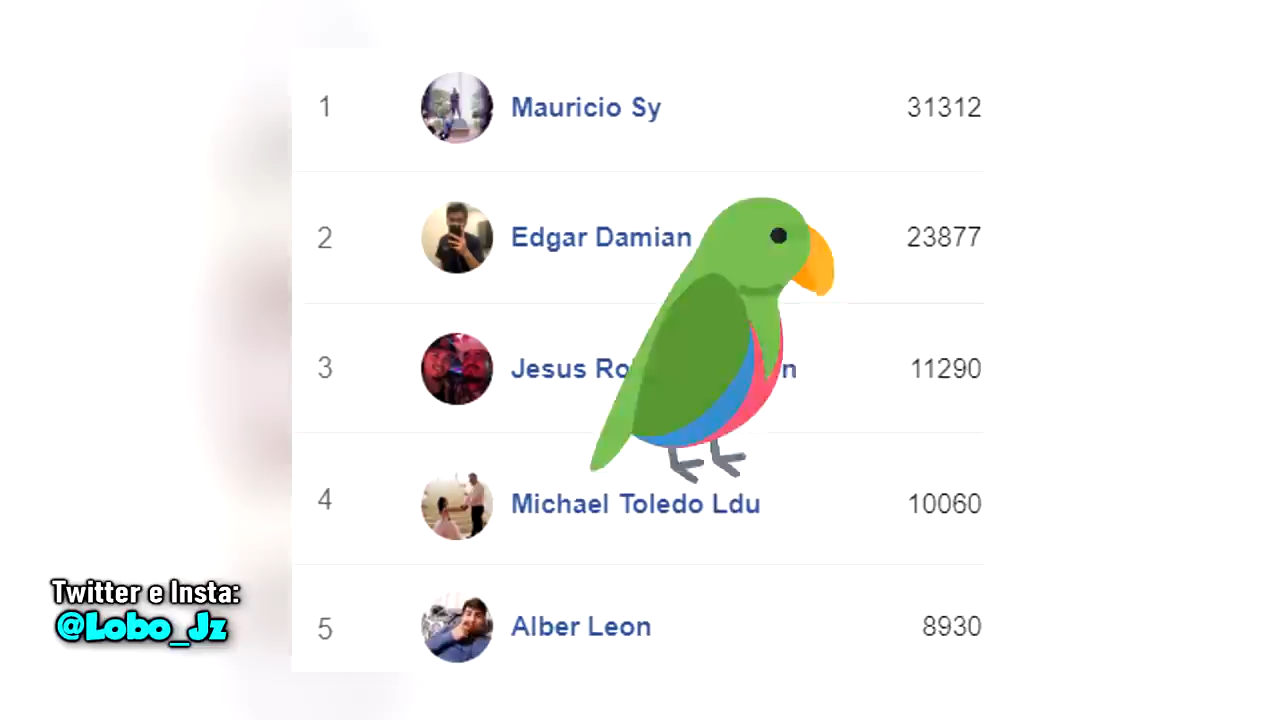 1 Mauricio Sy 31312
2 Edgar Damian 23877
3 Jesus 11290
4 Michael Toledo Ldu 10060
5 Alber Leon 8930
Twitter e Insta:
@Lobo_Jz